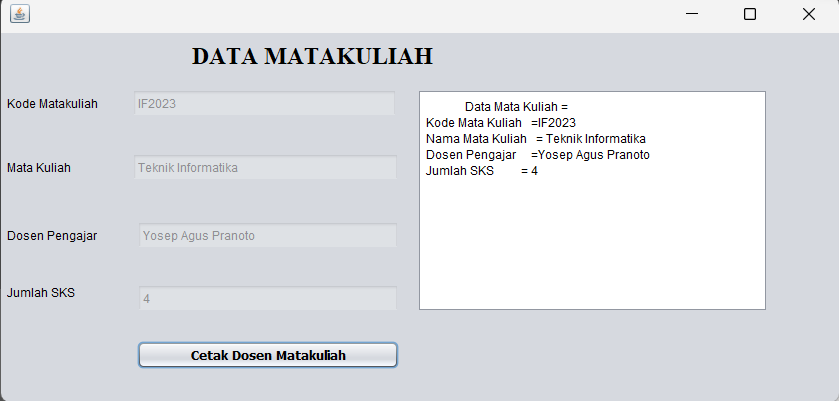 DATA MATAKULIAH
Kode Matakuliah
IF2023
Mata Kuliah
Teknik Informatika
Dosen Pengajar
Yosep Agus Pranoto
Jumlah SKS
4
Cetak Dosen Matakuliah
Data Mata Kuliah =
Kode Mata Kuliah =IF2023
Nama Mata Kuliah = Teknik Informatika
Dosen Pengajar =Yosep Agus Pranoto
Jumlah SKS = 4